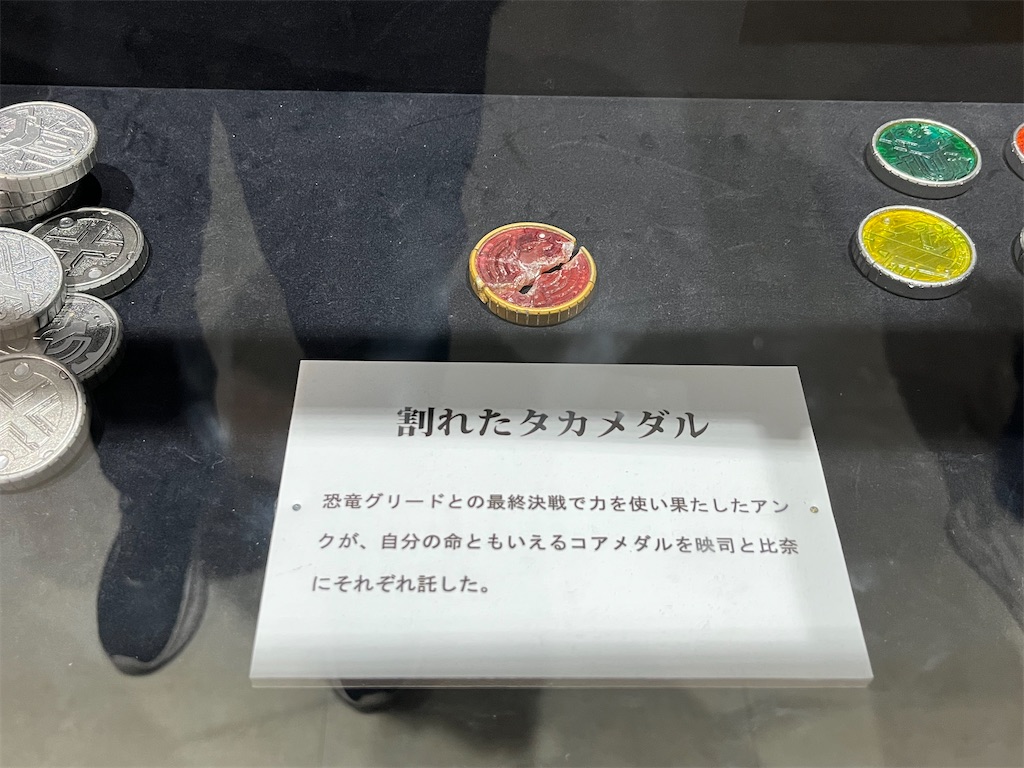 割れたタカメダル
恐竜グリードとの最終決戦で力を使い果たしたアン
クが、自分の命ともいえるコアメダルを映司と比奈
にそれぞれ託した。